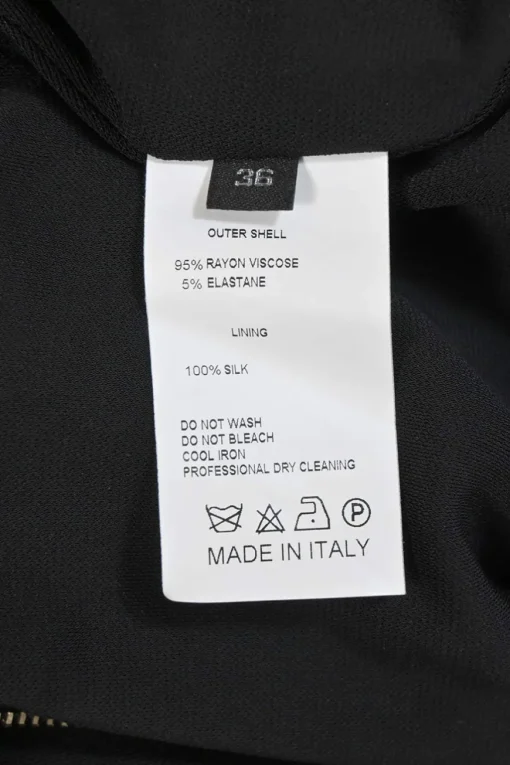 36
OUTER SHELL
95% RAYON VISCOSE
5% ELASTANE
LINING
100% SILK
DO NOT WASH
DO NOT BLEACH
COOL IRON
PROFESSIONAL DRY CLEANING
P
MADE IN ITALY